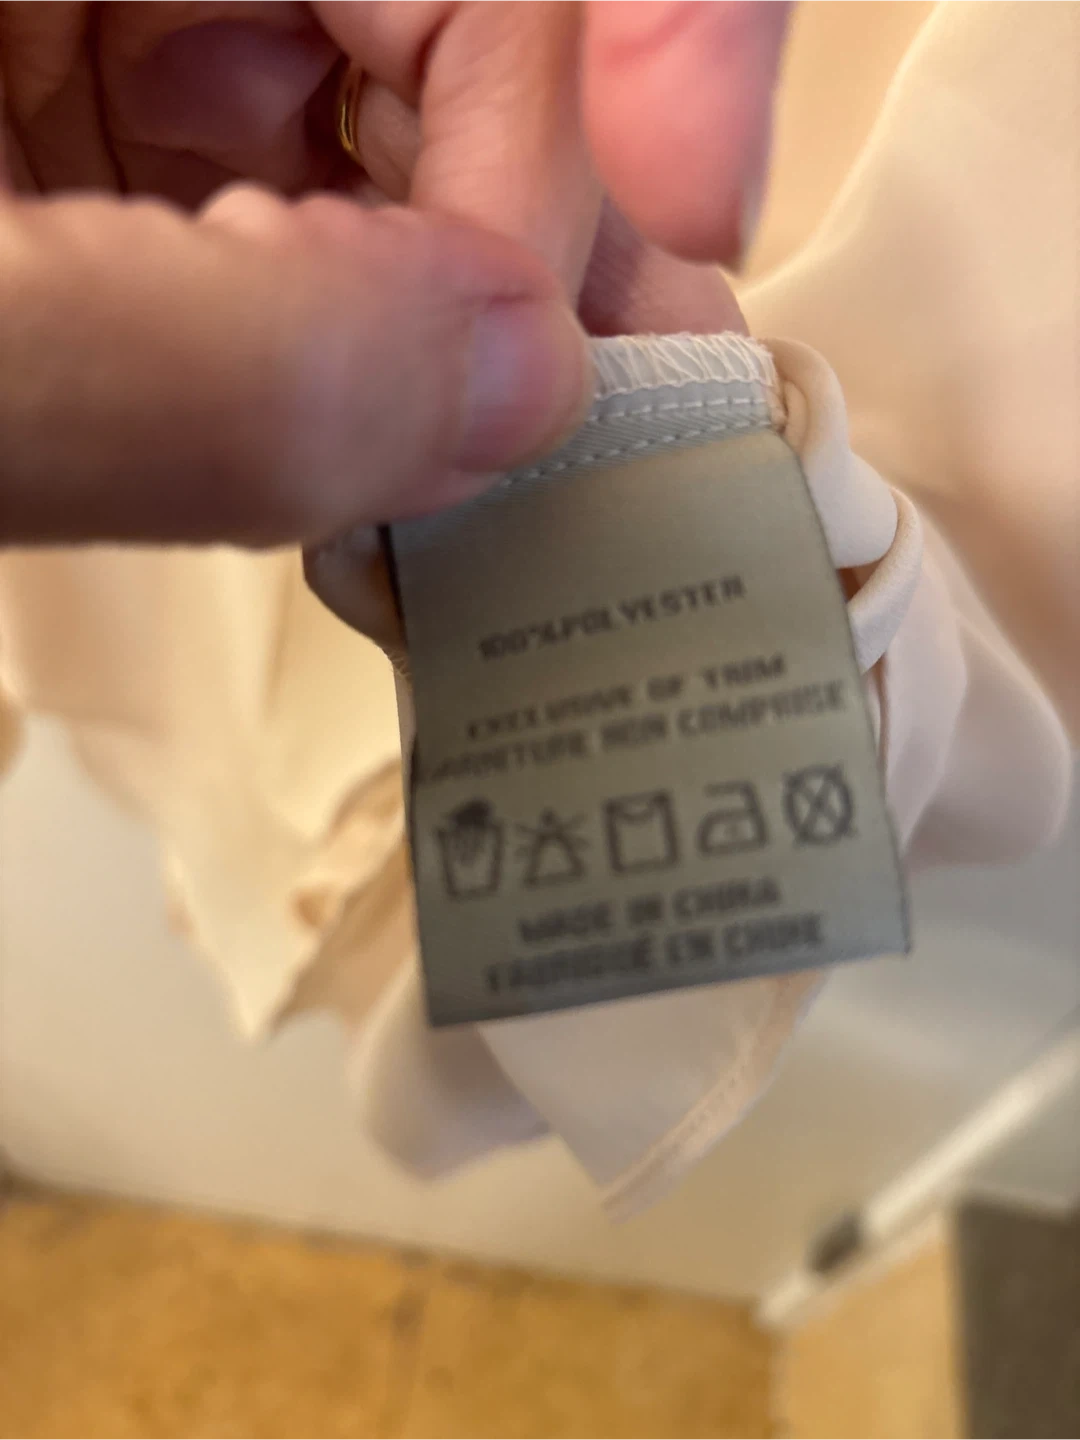 100%POLYESTER
EXCLUSIVE OF TRIM
GARNITURE NON COMPRISE
MADE IN CHINA
FABRIQUÉ EN CHINE